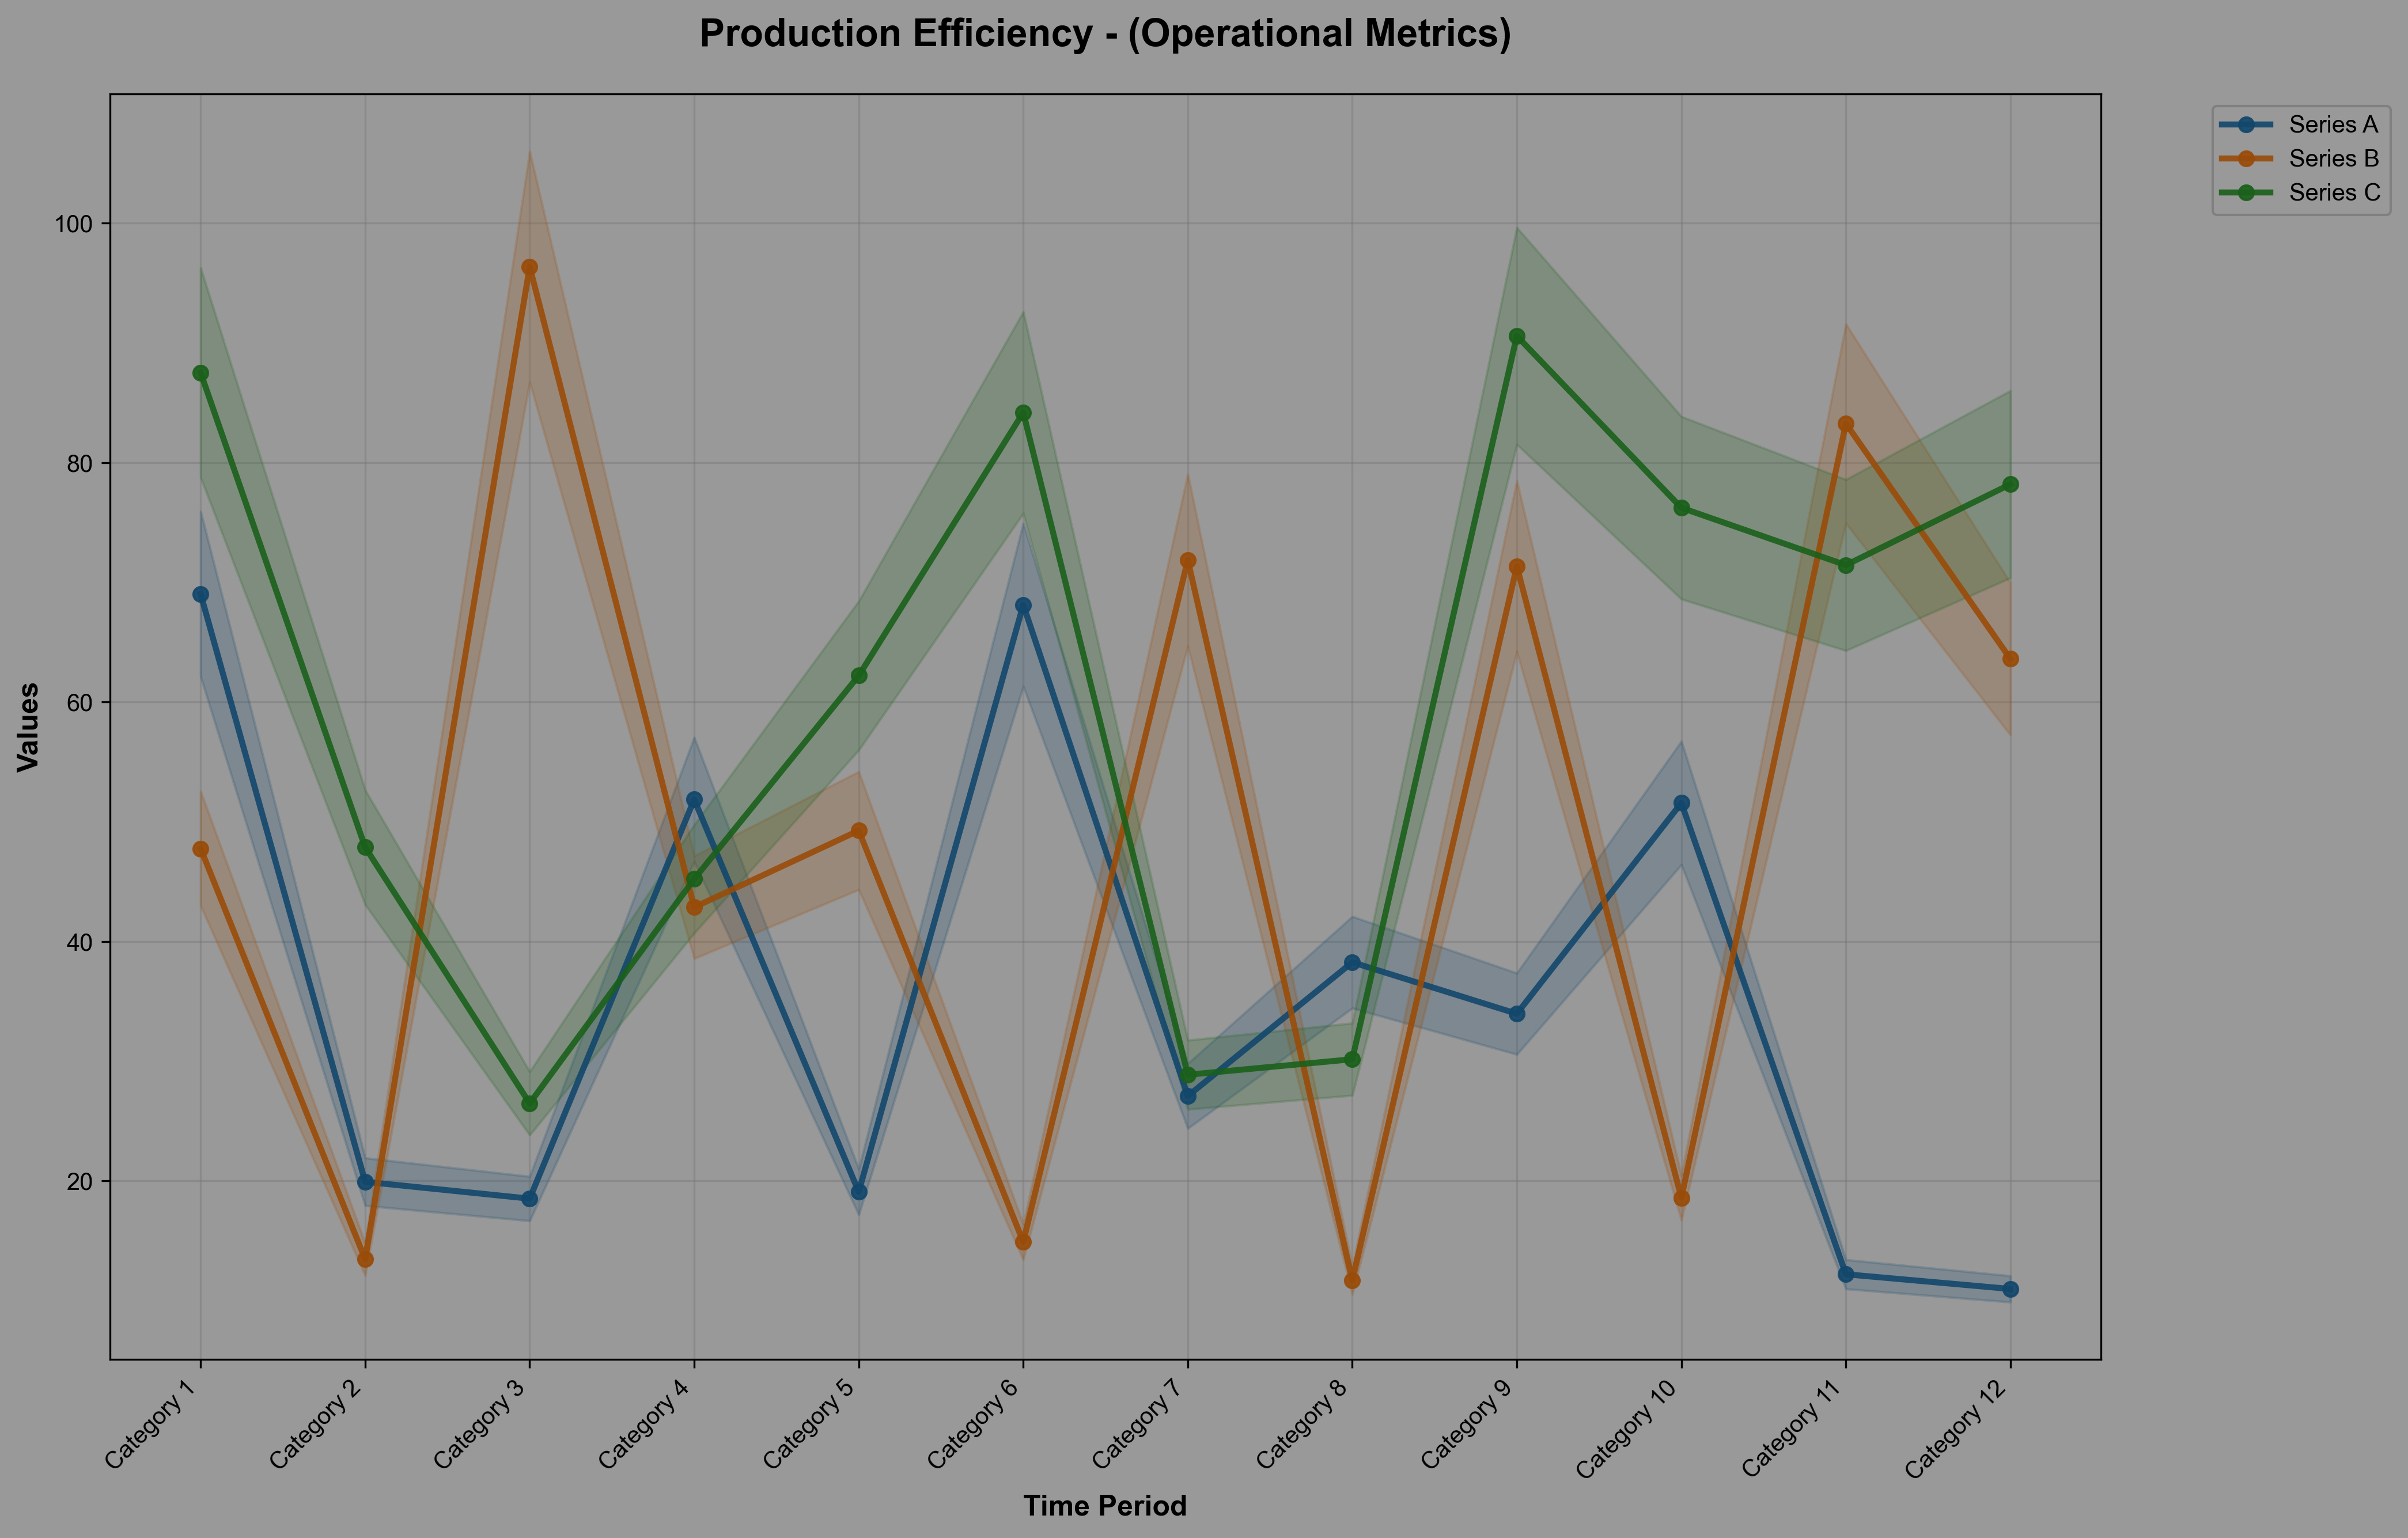 Production Efficiency - (Operational Metrics)
Series A
Series B
Series C
Values
100
80
60
40
20
Category 1
Category 2
Category 3
Category 4
Category 5
Category 6
Category 7
Category 8
Category 9
Category 10
Category 11
Category 12
Time Period